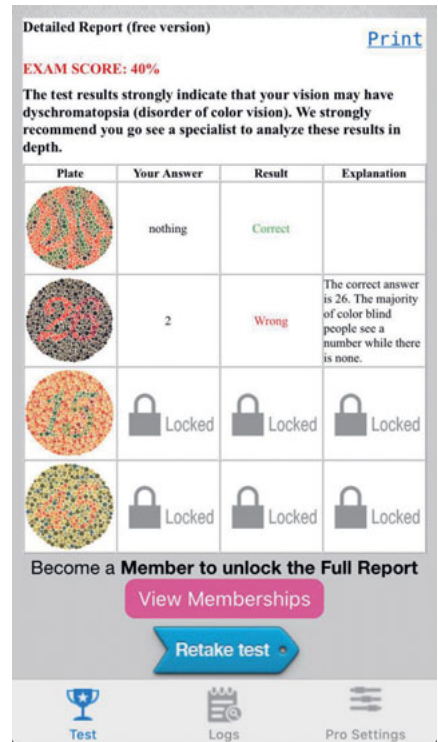 Detailed Report (free version)
Print
EXAM SCORE: 40%
The test results strongly indicate that your vision may have
dyschromatopsia (disorder of color vision). We strongly
recommend you go see a specialist to analyze these results in
depth.
Plate Your Answer Result Explanation
nothing Correct
26 2 Wrong
The correct answer
is 26. The majority
of color blind
people see a
number while there
is none.
15 Locked Locked Locked
45 Locked Locked Locked
Become a Member to unlock the Full Report
View Memberships
Retake test
Test Logs Pro Settings